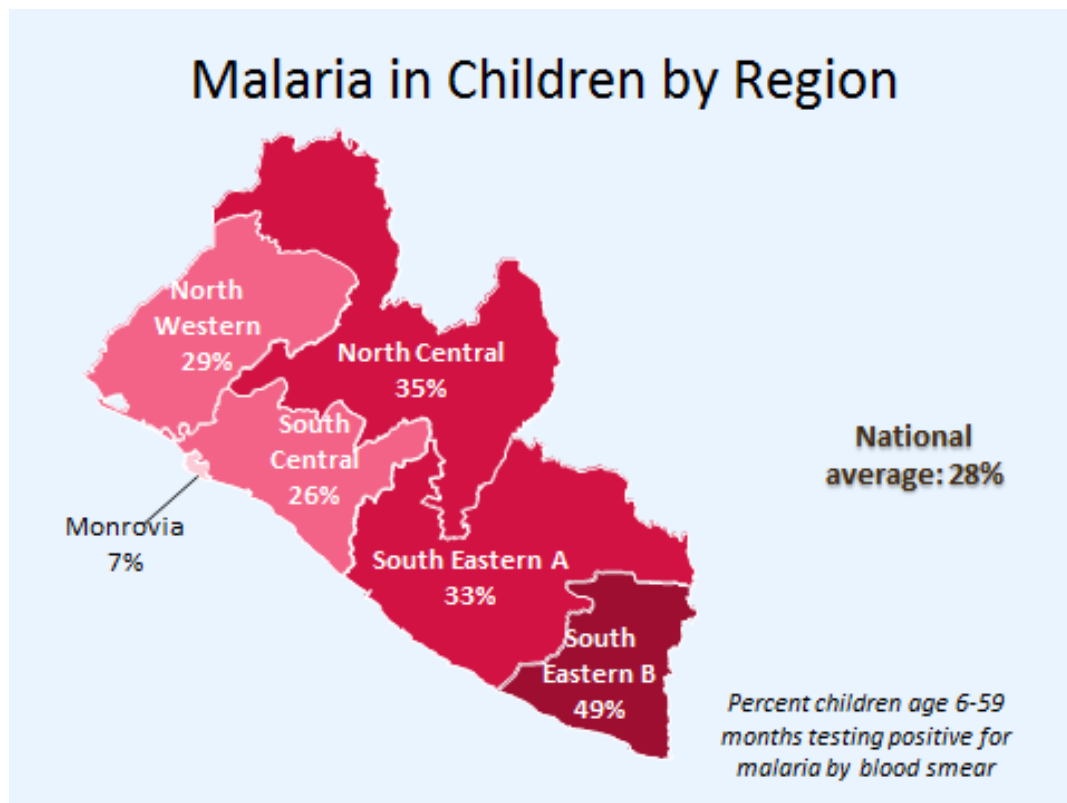 Malaria in Children by Region
North
Western
29%
North Central
35%
South
Central
26%
National
average: 28%
Monrovia
7%
South Eastern A
33%
South
Eastern B
49%
Percent children age 6-59
months testing positive for
malaria by blood smear